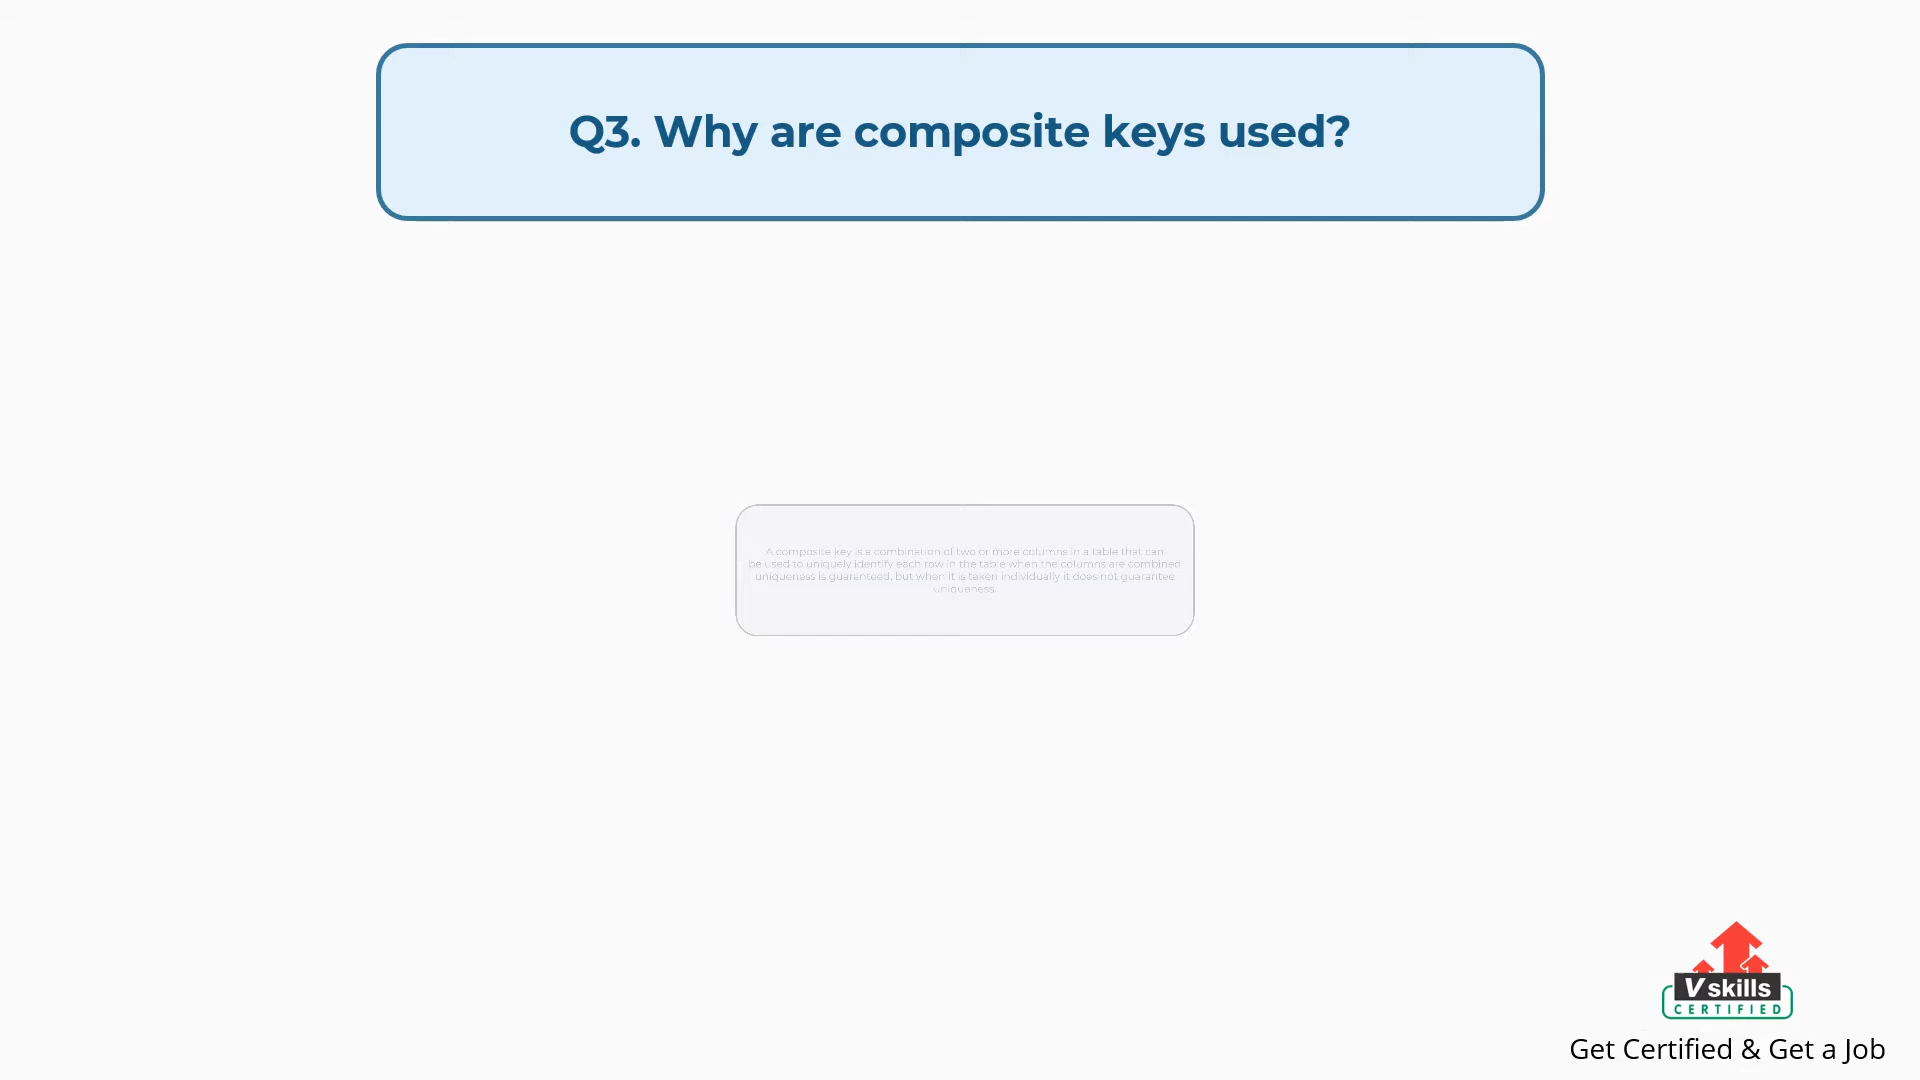 Q3. Why are composite keys used?
A composite key is a combination of two or more columns in a table that can
be used to uniquely identify each row in the table when the columns are combined
uniqueness is guaranteed, but when it is taken individually it does not guarantee
uniqueness.
Vskills
CERTIFIED
Get Certified & Get a Job